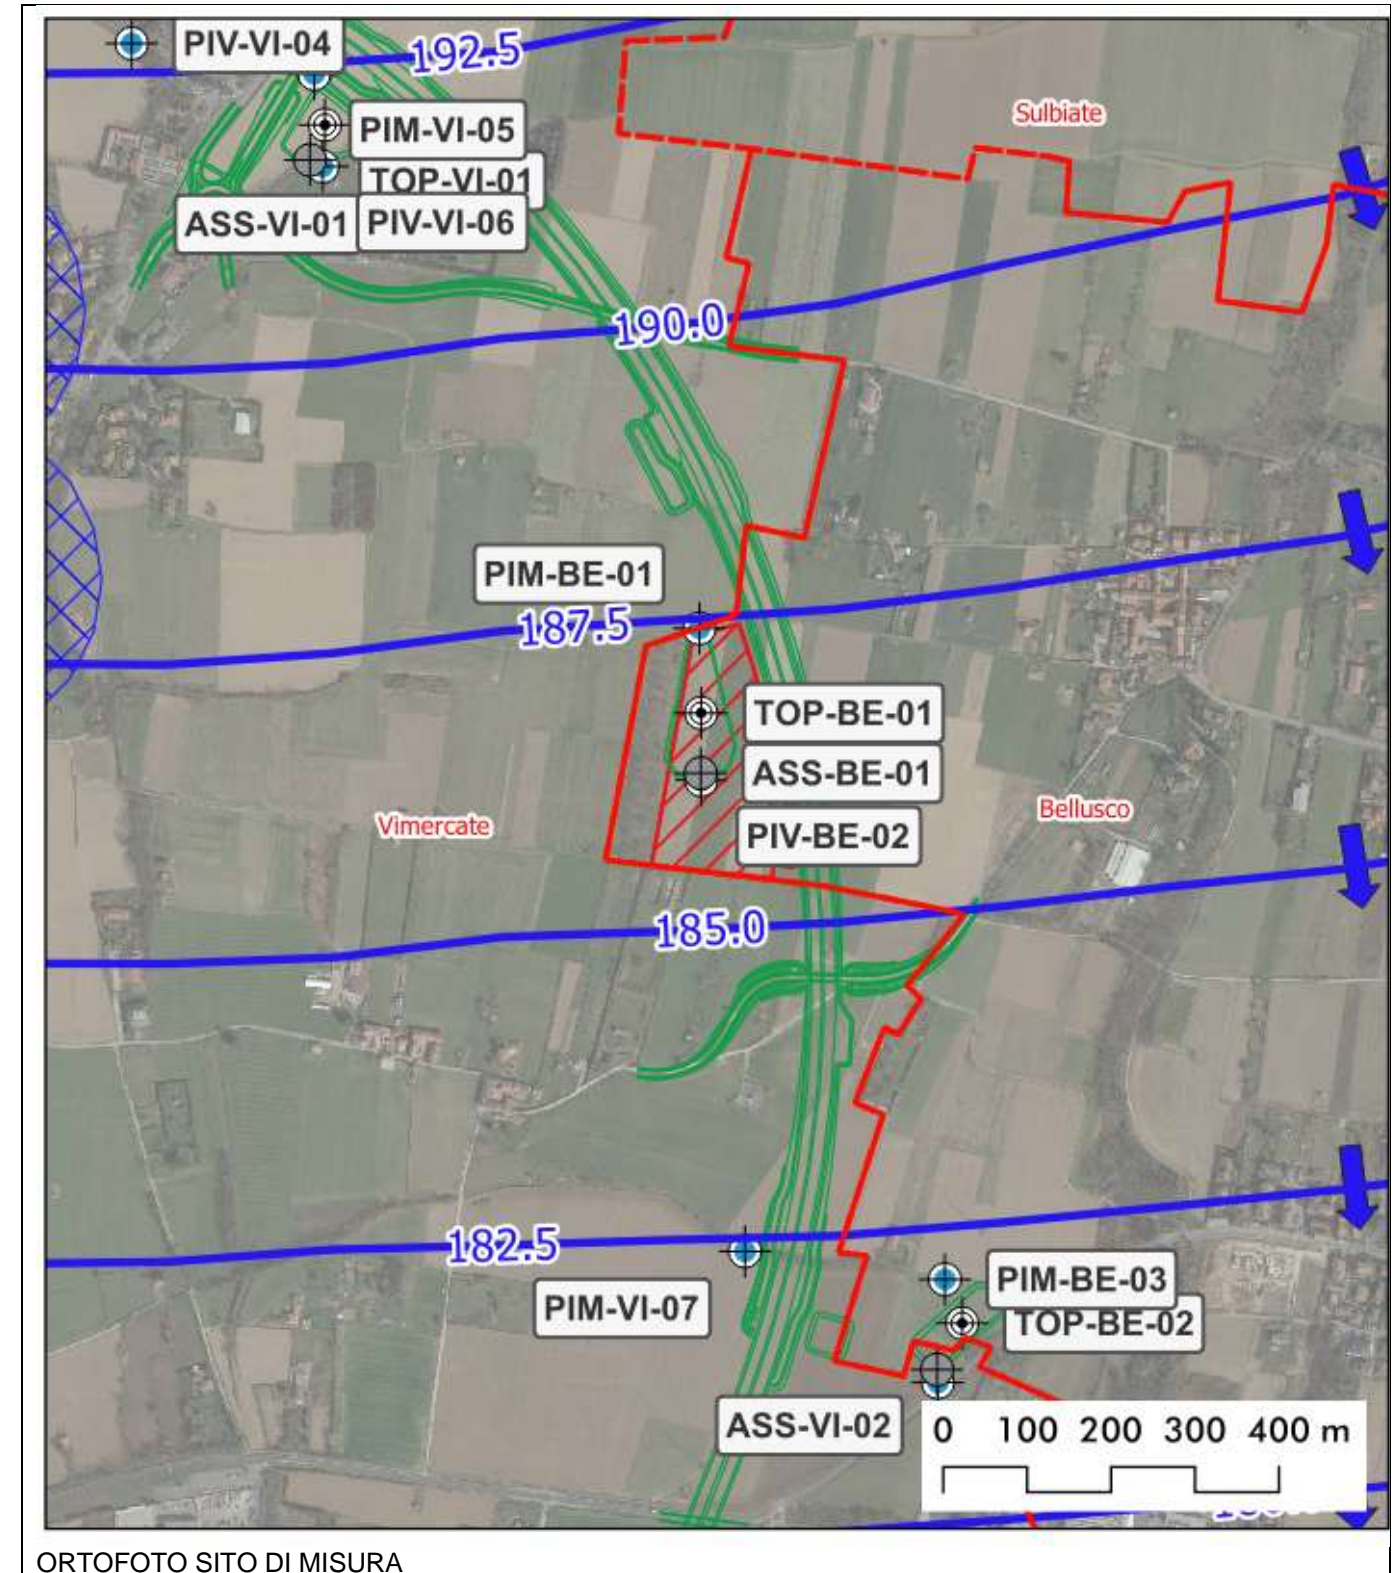 PIV-VI-04
192.5
Sulbiate
PIM-VI-05
TOP-VI-01
ASS-VI-01
PIV-VI-06
190.0
PIM-BE-01
187.5
TOP-BE-01
ASS-BE-01
Vimercate
Bellusco
PIV-BE-02
185.0
182.5
PIM-BE-03
PIM-VI-07
TOP-BE-02
ASS-VI-02
0 100 200 300 400 m
ORTOFOTO SITO DI MISURA